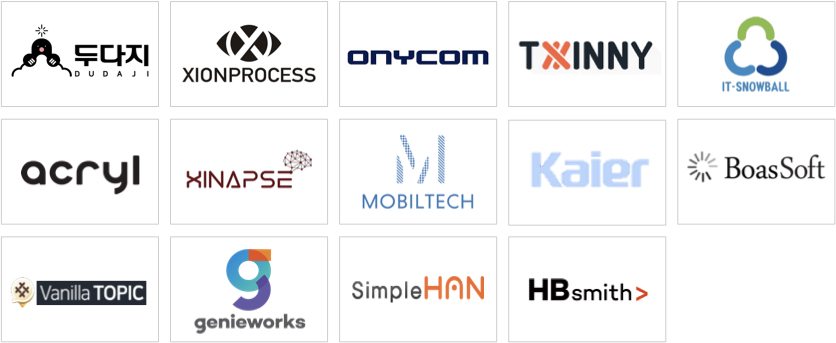 두다지
DUDAJI
XIONPROCESS
ONYCOM
TXINNY
IT-SNOWBALL
acryl
XINAPSE
M
MOBILTECH
Kaier
BoasSoft
Vanilla TOPIC
g
genieworks
SimpleHAN
HBsmith>